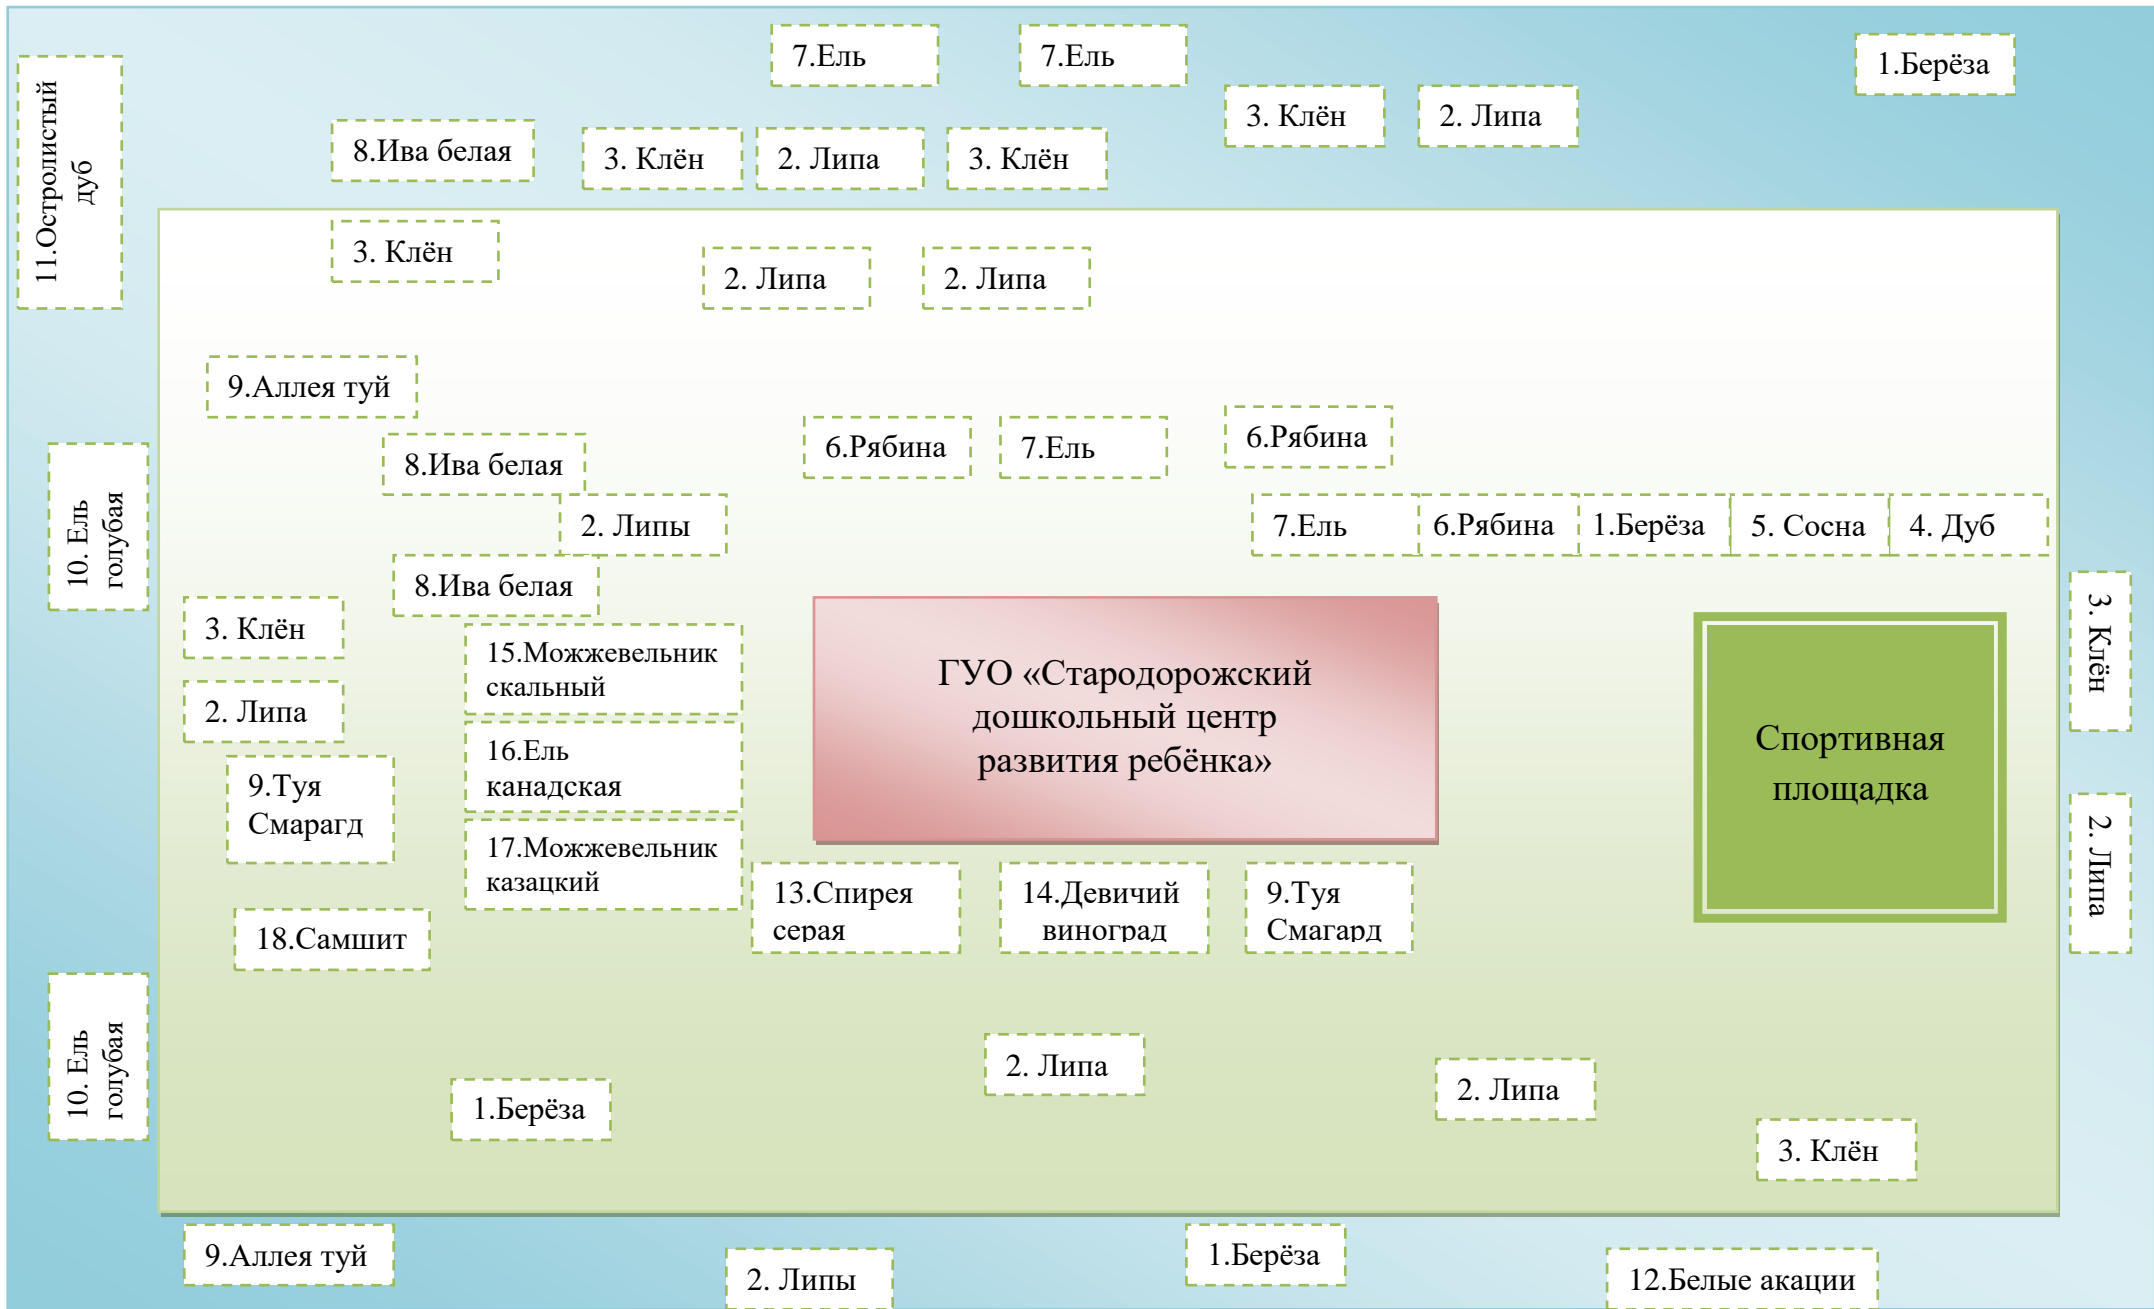 7.Ель
7.Ель
1.Берёза
3. Клён
2. Липа
11.Остролистый
дуб
8.Ива белая
3. Клён
2. Липа
3. Клён
3. Клён
2. Липа
2. Липа
9.Аллея туй
8.Ива белая
6.Рябина
7.Ель
6.Рябина
10. Ель
голубая
2. Липы
7.Ель
6.Рябина
1.Берёза
5. Сосна
4. Дуб
8.Ива белая
3. Клён
3. Клён
15.Можжевельник
скальный
ГУО «Стародорожский
дошкольный центр
развития ребёнка»
Спортивная
площадка
2. Липа
16.Ель
канадская
9.Туя
Смарагд
17.Можжевельник
казацкий
2. Липа
13.Спирея
серая
14.Девичий
виноград
9.Туя
Смагард
18.Самшит
10. Ель
голубая
2. Липа
2. Липа
1.Берёза
3. Клён
9.Аллея туй
2. Липы
1.Берёза
12.Белые акации